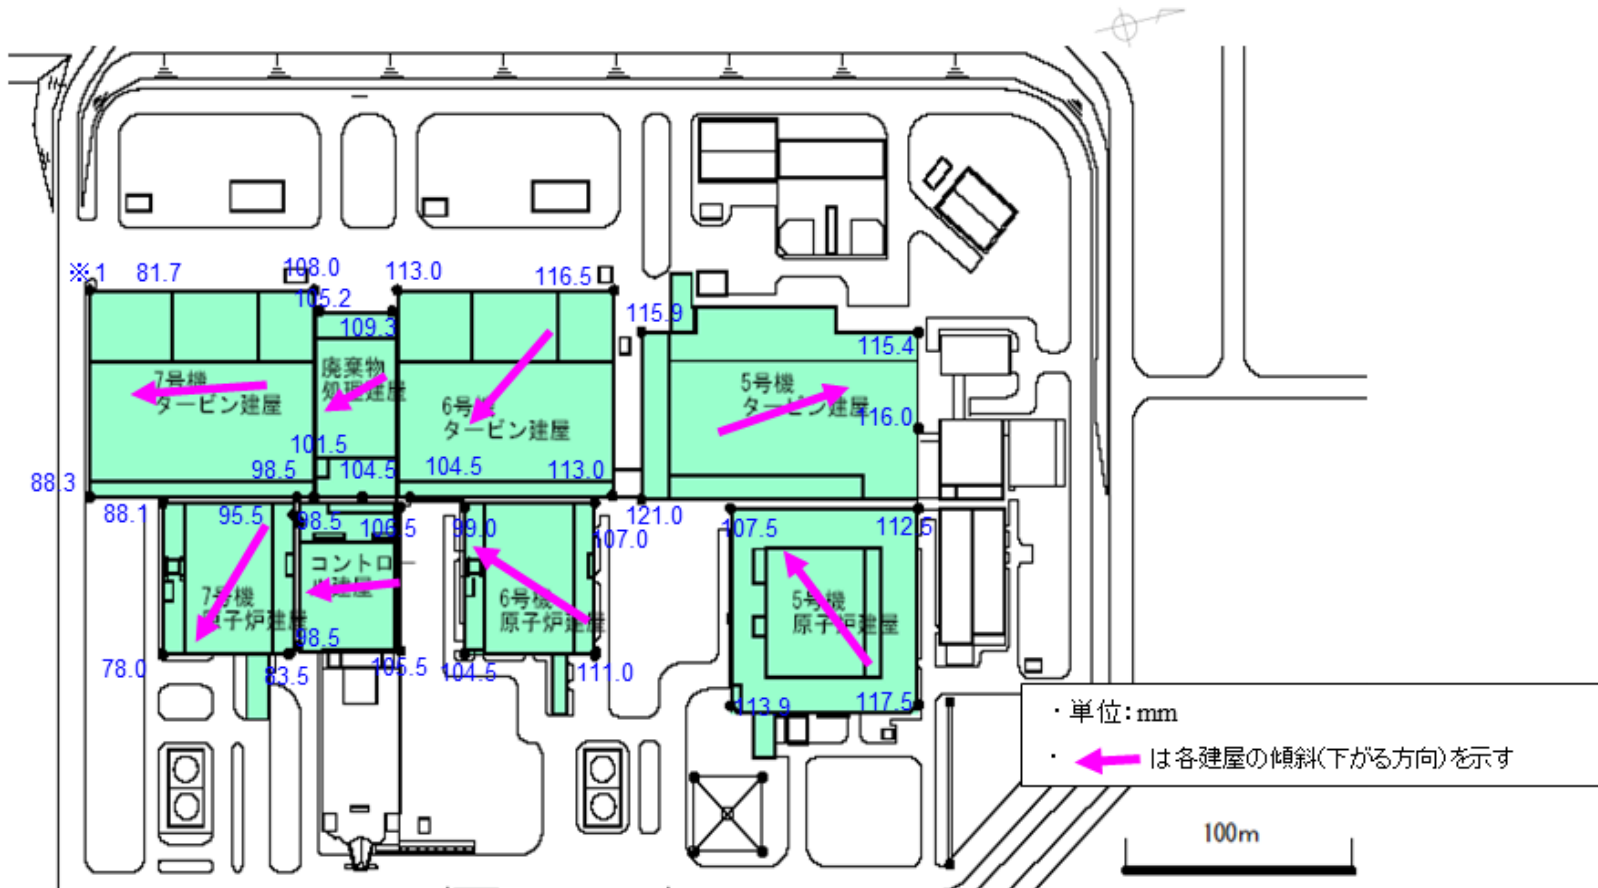 ※1 81.7
108.0
113.0
116.5
105.2
109.3
115.9
115.4
廃棄物
処理建屋
7号機
タービン建屋
6号機
タービン建屋
5号機
タービン建屋
116.0
101.5
98.5
104.5
104.5
113.0
88.3
88.1
95.5
98.5
106.5
99.0
107.0
121.0
107.5
112.5
コントロ
ル建屋
7号機
原子炉建屋
6号機
原子炉建屋
5号機
原子炉建屋
98.5
78.0
83.5
105.5
104.5
111.0
113.9
117.5
・単位:mm
・ は各建屋の傾斜(下がる方向)を示す
100m